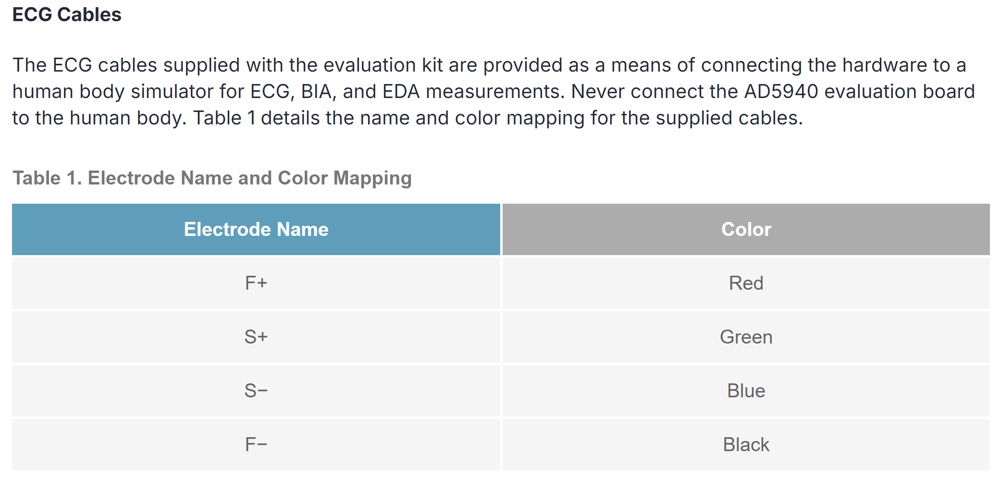 ECG Cables
The ECG cables supplied with the evaluation kit are provided as a means of connecting the hardware to a
human body simulator for ECG, BIA, and EDA measurements. Never connect the AD5940 evaluation board
to the human body. Table 1 details the name and color mapping for the supplied cables.
Table 1. Electrode Name and Color Mapping
Electrode Name Color
F+ Red
S+ Green
S− Blue
F− Black